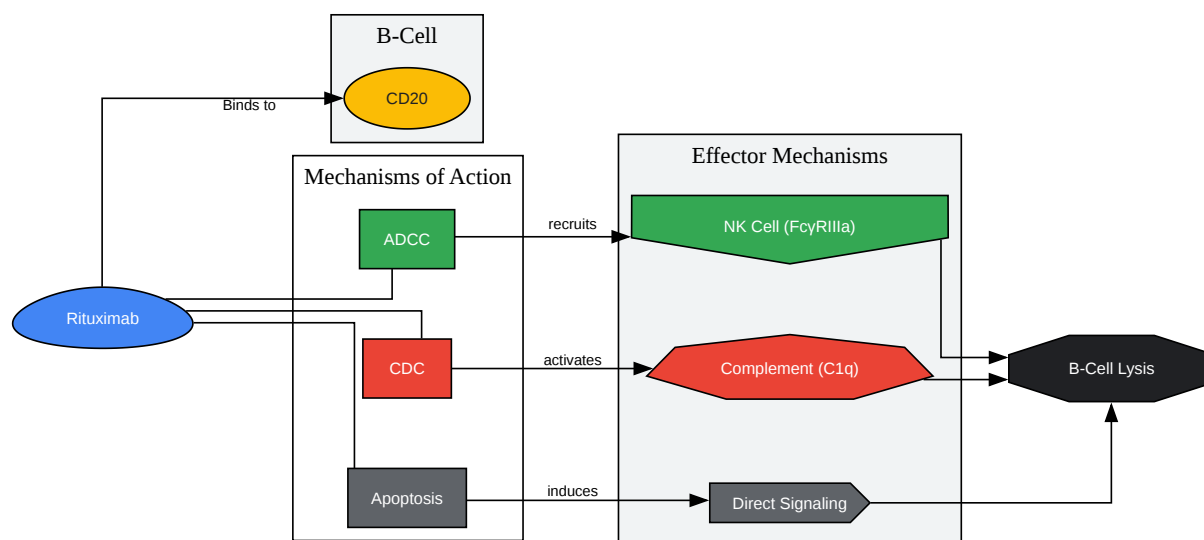 B-Cell
CD20
Binds to
Mechanisms of Action
Effector Mechanisms
ADCC
recruits
NK Cell (FcγRIIIa)
Rituximab
CDC
activates
Complement (C1q)
B-Cell Lysis
Apoptosis
induces
Direct Signaling